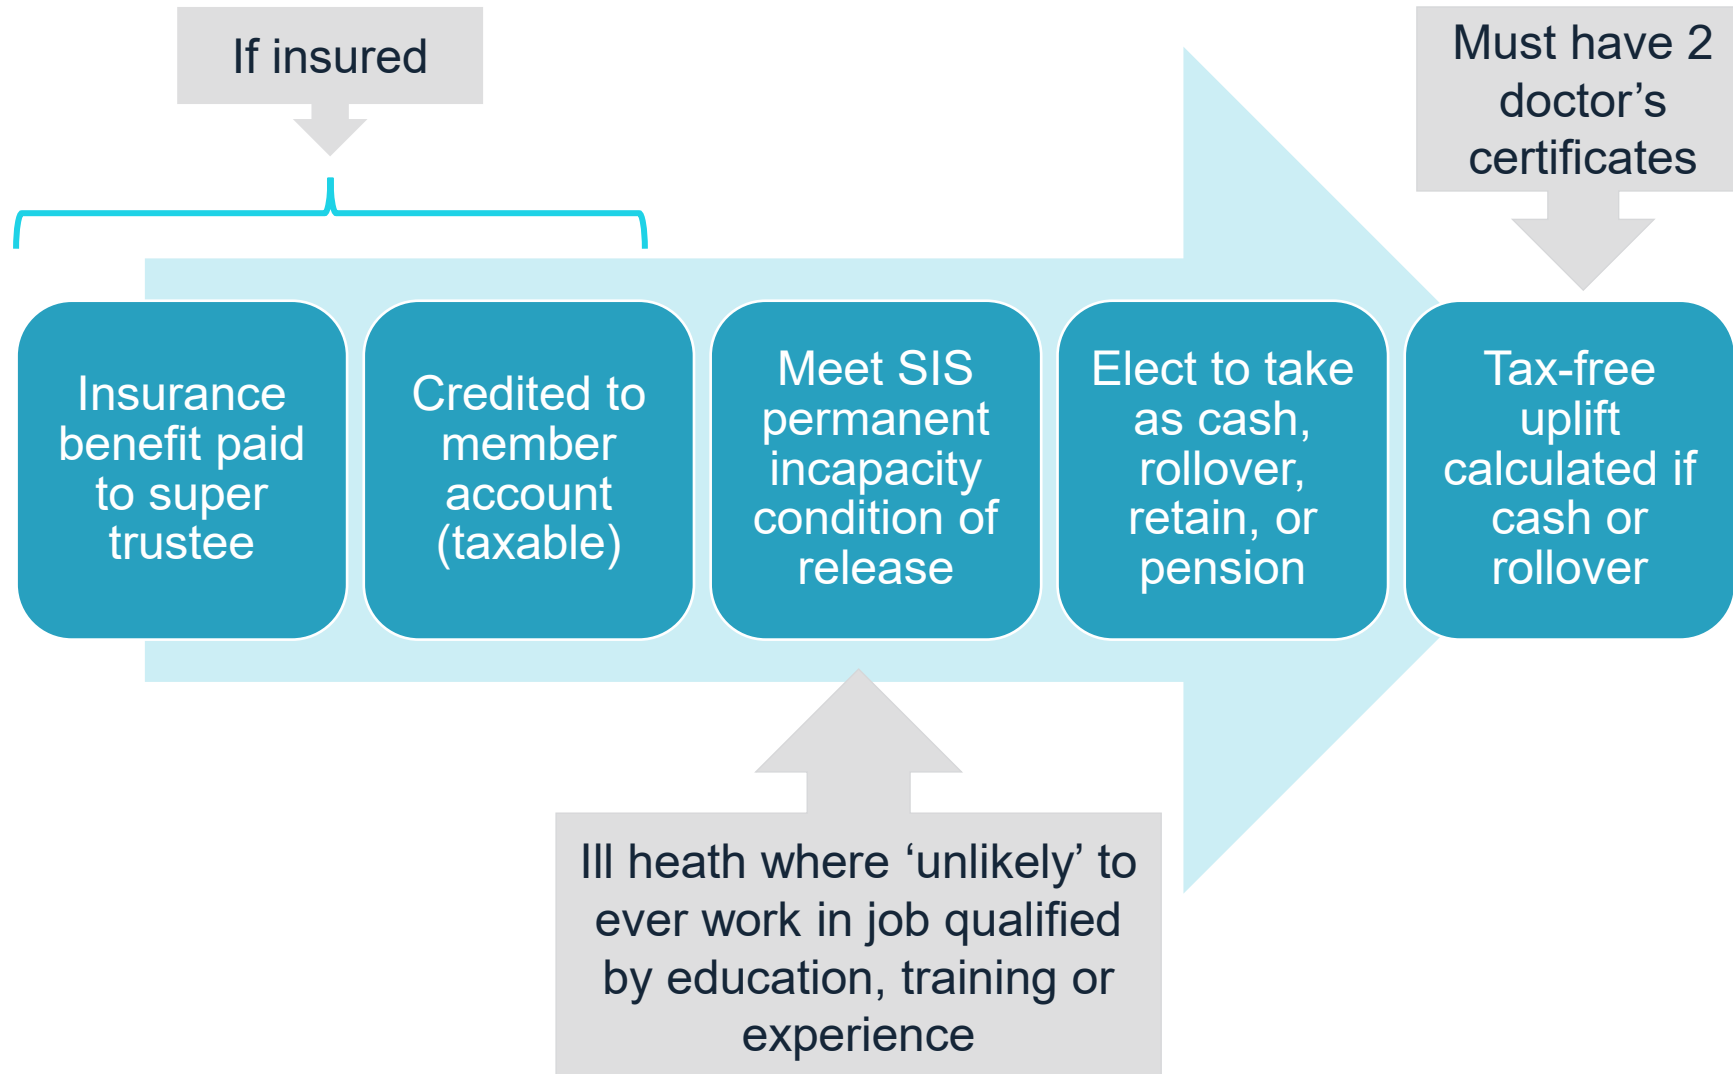 If insured
Must have 2
doctor’s
certificates
Insurance
benefit paid
to super
trustee
Credited to
member
account
(taxable)
Meet SIS
permanent
incapacity
condition of
release
Elect to take
as cash,
rollover,
retain, or
pension
Tax-free
uplift
calculated if
cash or
rollover
Ill heath where ‘unlikely’ to
ever work in job qualified
by education, training or
experience